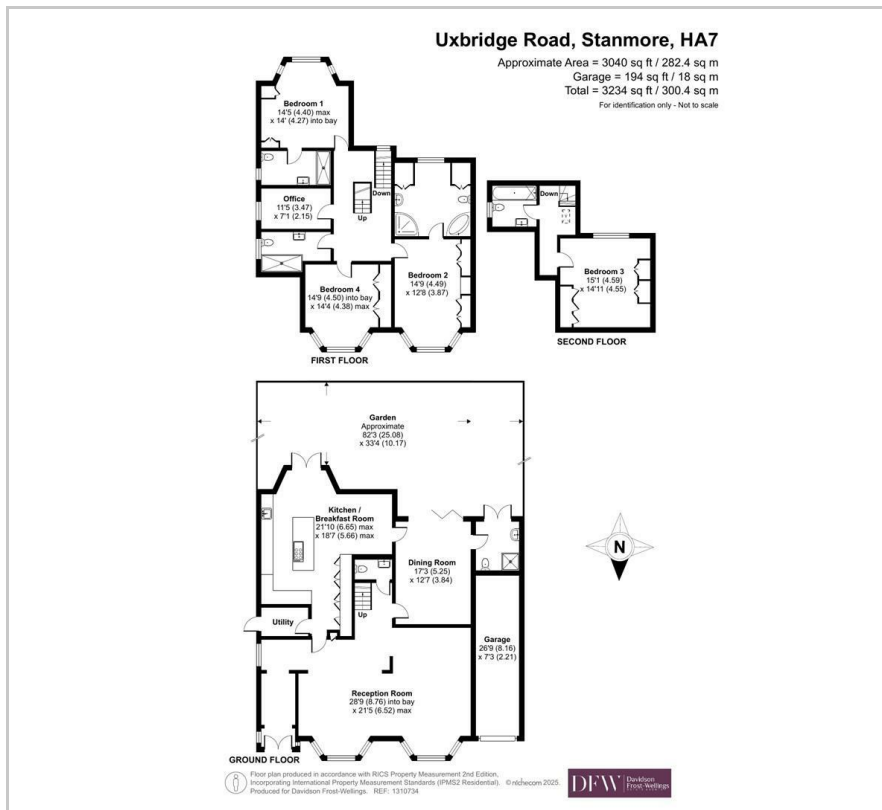 Uxbridge Road, Stanmore, HA7
Approximate Area = 3040 sq ft / 282.4 sq m
Garage = 194 sq ft / 18 sq m
Total = 3234 sq ft / 300.4 sq m
For identification only - Not to scale
Bedroom 1
14'5 (4.40) max
x 14' (4.27) into bay
Office
11'5 (3.47)
x 7'1 (2.15)
Up
Down
Bedroom 2
14'9 (4.49)
x 12'8 (3.87)
Bedroom 4
14'9 (4.50) into bay
x 14'4 (4.38) max
FIRST FLOOR
Down
Bedroom 3
15'1 (4.59)
x 14'11 (4.55)
SECOND FLOOR
Garden
Approximate
82'3 (25.08)
x 33'4 (10.17)
Kitchen /
Breakfast Room
21'10 (6.65) max
x 18'7 (5.66) max
Dining Room
17'3 (5.25)
x 12'7 (3.84)
Up
Utility
Garage
26'9 (8.16)
x 7'3 (2.21)
Reception Room
28'9 (8.76) into bay
x 21'5 (6.52) max
N
GROUND FLOOR
Floor plan produced in accordance with RICS Property Measurement 2nd Edition,
Incorporating International Property Measurement Standards (IPMS2 Residential). © nichecom 2025.
Produced for Davidson Frost-Wellings. REF: 1310734
DFW Davidson
Frost-Wellings